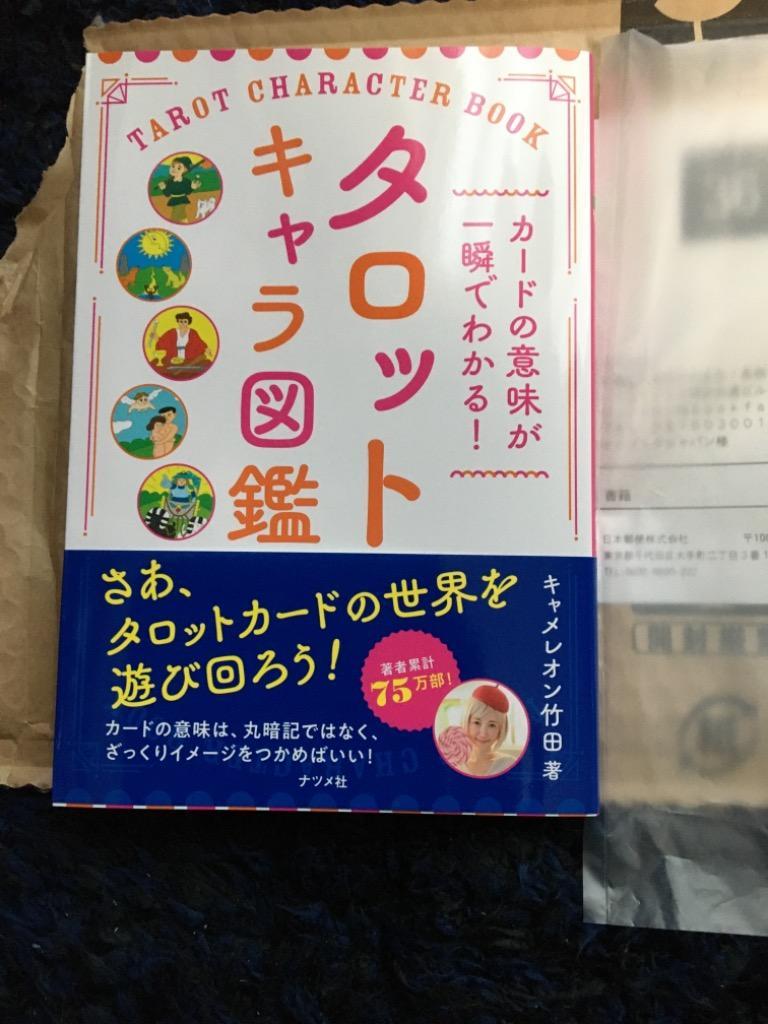 TAROT CHARACTER BOOK
カードの意味が
一瞬でわかる！
タロット
キャラ図鑑
さあ、
タロットカードの世界を
遊び回ろう！
著者累計
75万部！
カードの意味は、丸暗記ではなく、
ざっくりイメージをつかめばいい！
ナツメ社
キャメレオン竹田 著
書籍
日本郵便株式会社